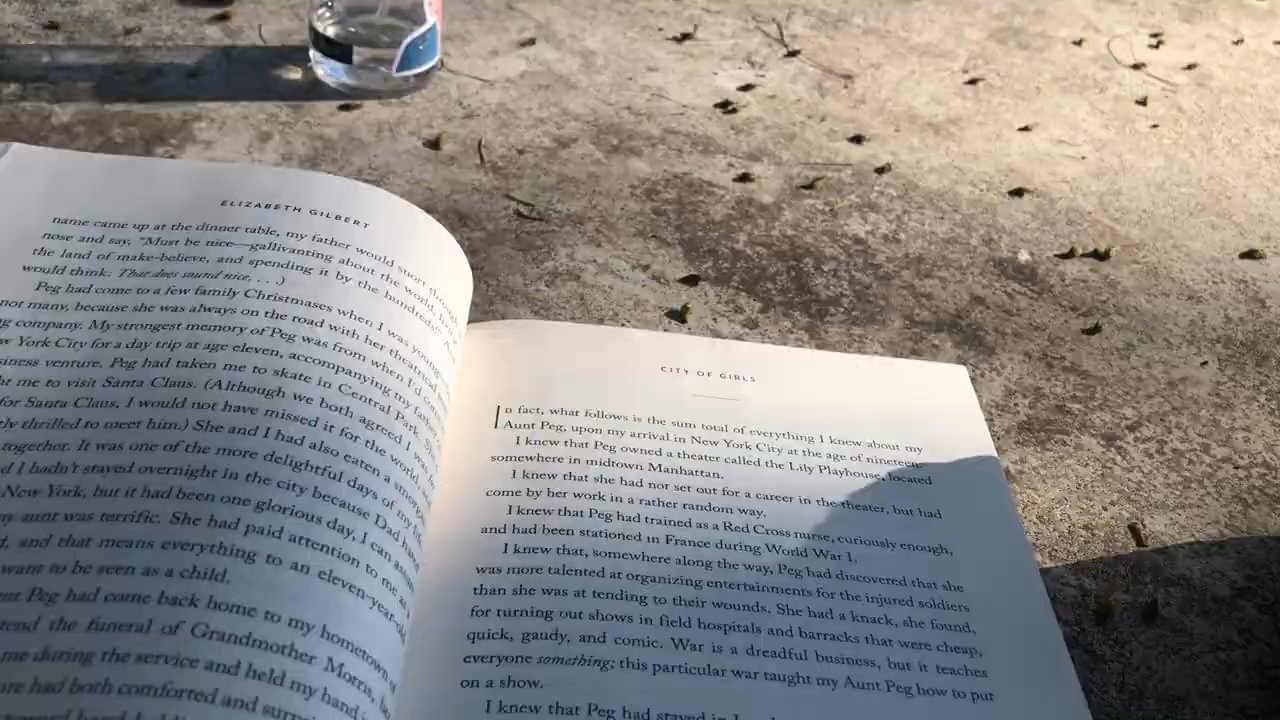 ELIZABETH GILBERT
name came up at the dinner table, my father would snort through
nose and say, "Must be nice—gallivanting about the world, living
the land of make-believe, and spending it by the hundreds!" And
would think: That does sound nice. . . .)
Peg had come to a few family Christmases when I was young
not many, because she was always on the road with her theatrical
company. My strongest memory of Peg was from when I'd come
York City for a day trip at age eleven, accompanying my father
venture. Peg had taken me to skate in Central Park. She
me to visit Santa Claus. (Although we both agreed I was far
for Santa Claus, I would not have missed it for the world, and
thrilled to meet him.) She and I had also eaten a
together. It was one of the more delightful days of my life.
I hadn't stayed overnight in the city because Dad hated
New York, but it had been one glorious day, I can assure
my aunt was terrific. She had paid attention to me as a
and that means everything to an eleven-year-old
want to be seen as a child.
Peg had come back home to my hometown of
the funeral of Grandmother Morris,
me during the service and held my hand in
had both comforted and
CITY OF GIRLS
In fact, what follows is the sum total of everything I knew about my
Aunt Peg, upon my arrival in New York City at the age of nineteen.
I knew that Peg owned a theater called the Lily Playhouse, located
somewhere in midtown Manhattan.
I knew that she had not set out for a career in the theater, but had
come by her work in a rather random way.
I knew that Peg had trained as a Red Cross nurse, curiously enough,
and had been stationed in France during World War I.
I knew that, somewhere along the way, Peg had discovered that she
was more talented at organizing entertainments for the injured soldiers
than she was at tending to their wounds. She had a knack, she found,
for turning out shows in field hospitals and barracks that were cheap,
quick, gaudy, and comic. War is a dreadful business, but it teaches
everyone something; this particular war taught my Aunt Peg how to put
on a show.
I knew that Peg had stayed in